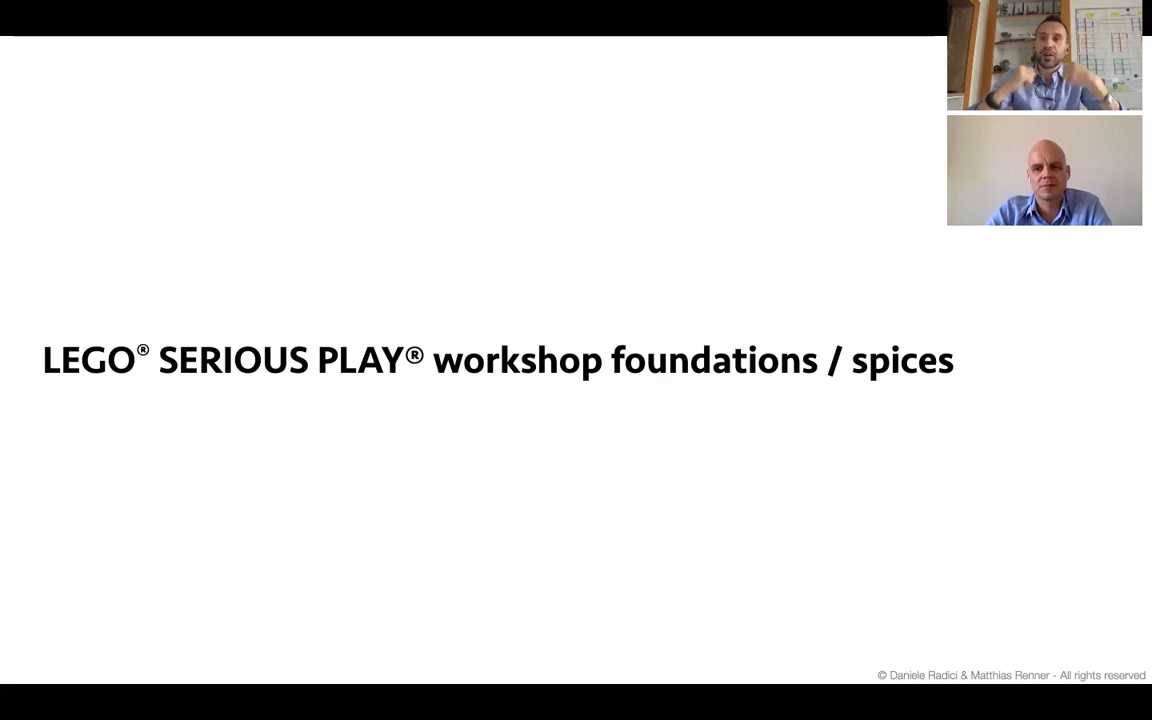 LEGO® SERIOUS PLAY® workshop foundations / spices
© Daniele Radici & Matthias Renner - All rights reserved